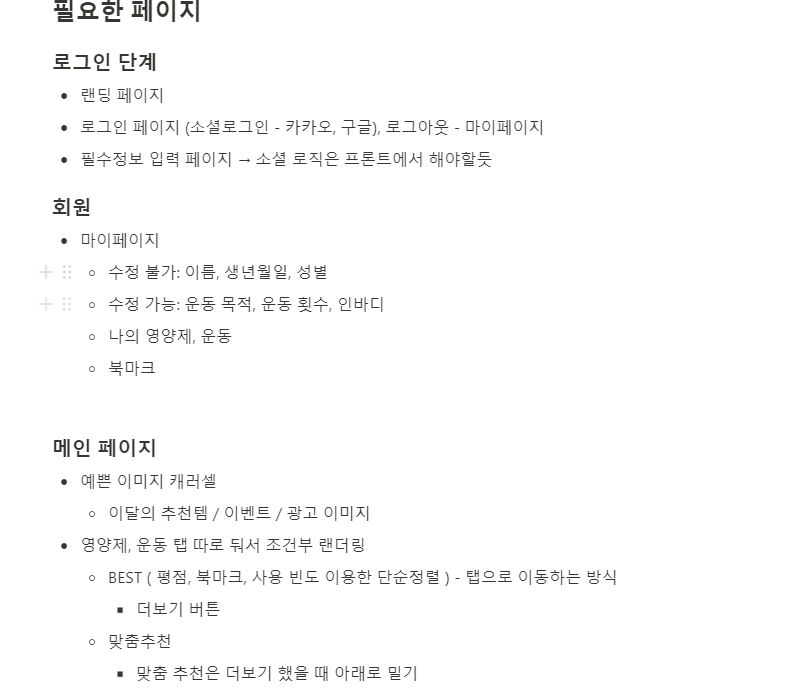 필요한 페이지
로그인 단계
• 랜딩 페이지
• 로그인 페이지 (소셜로그인 - 카카오, 구글), 로그아웃 - 마이페이지
• 필수정보 입력 페이지 → 소셜 로직은 프론트에서 해야할듯
회원
• 마이페이지
◦ 수정 불가: 이름, 생년월일, 성별
◦ 수정 가능: 운동 목적, 운동 횟수, 인바디
◦ 나의 영양제, 운동
◦ 북마크
메인 페이지
• 예쁜 이미지 캐러셀
◦ 이달의 추천템 / 이벤트 / 광고 이미지
• 영양제, 운동 탭 따로 둬서 조건부 랜더링
◦ BEST ( 평점, 북마크, 사용 빈도 이용한 단순정렬 ) - 탭으로 이동하는 방식
▪ 더보기 버튼
◦ 맞춤추천
▪ 맞춤 추천은 더보기 했을 때 아래로 밀기